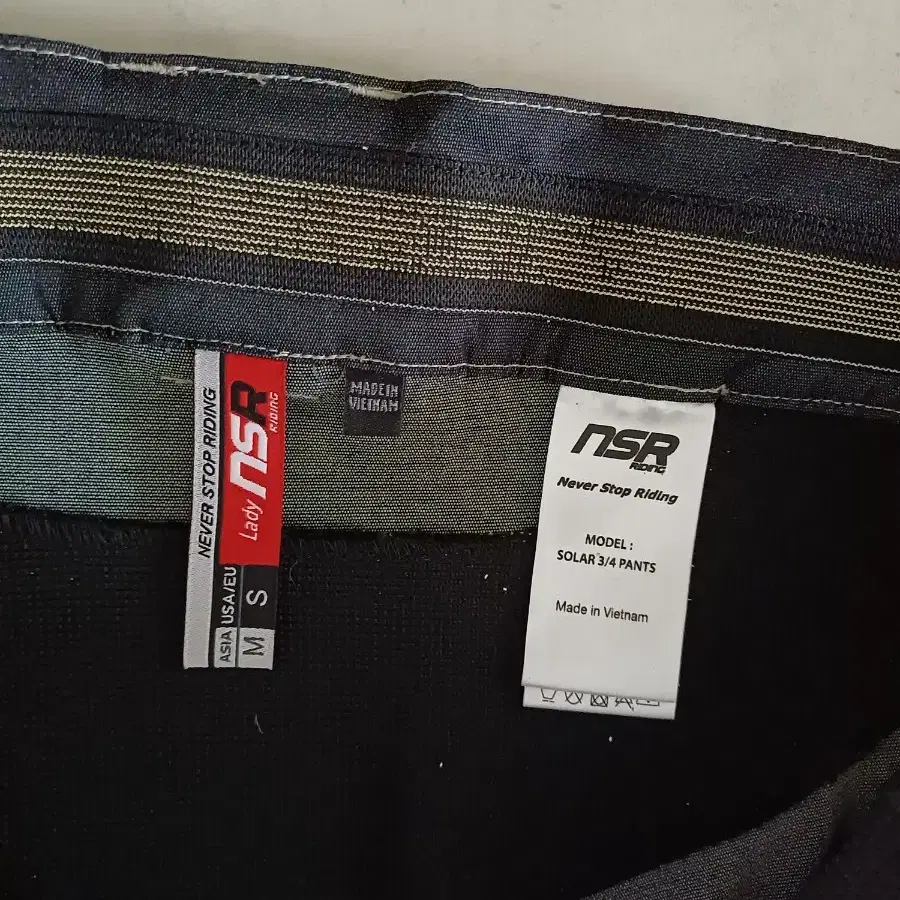 NEVER STOP RIDING
Lady NSR
RIDING
ASIA USA/EU
M S
MADE IN
VIETNAM
NSR
RIDING
Never Stop Riding
MODEL :
SOLAR 3/4 PANTS
Made in Vietnam